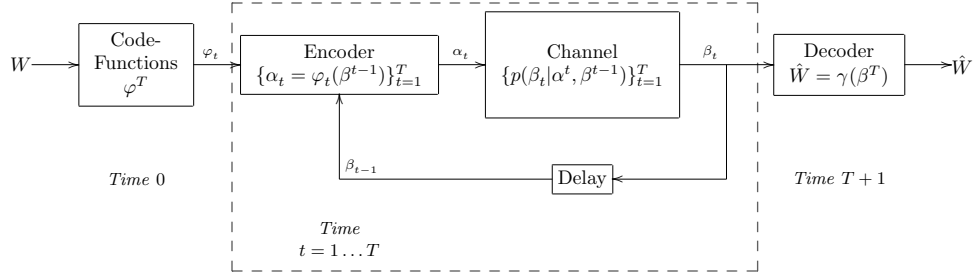 W
Code-
Functions
φ^T
φ_t
Encoder
{α_t = φ_t(β^{t−1})}_{t=1}^T
α_t
Channel
{p(β_t|α^t, β^{t−1})}_{t=1}^T
β_t
Decoder
Ŵ = γ(β^T)
Ŵ
β_{t−1}
Delay
Time 0
Time T + 1
Time
t = 1 … T